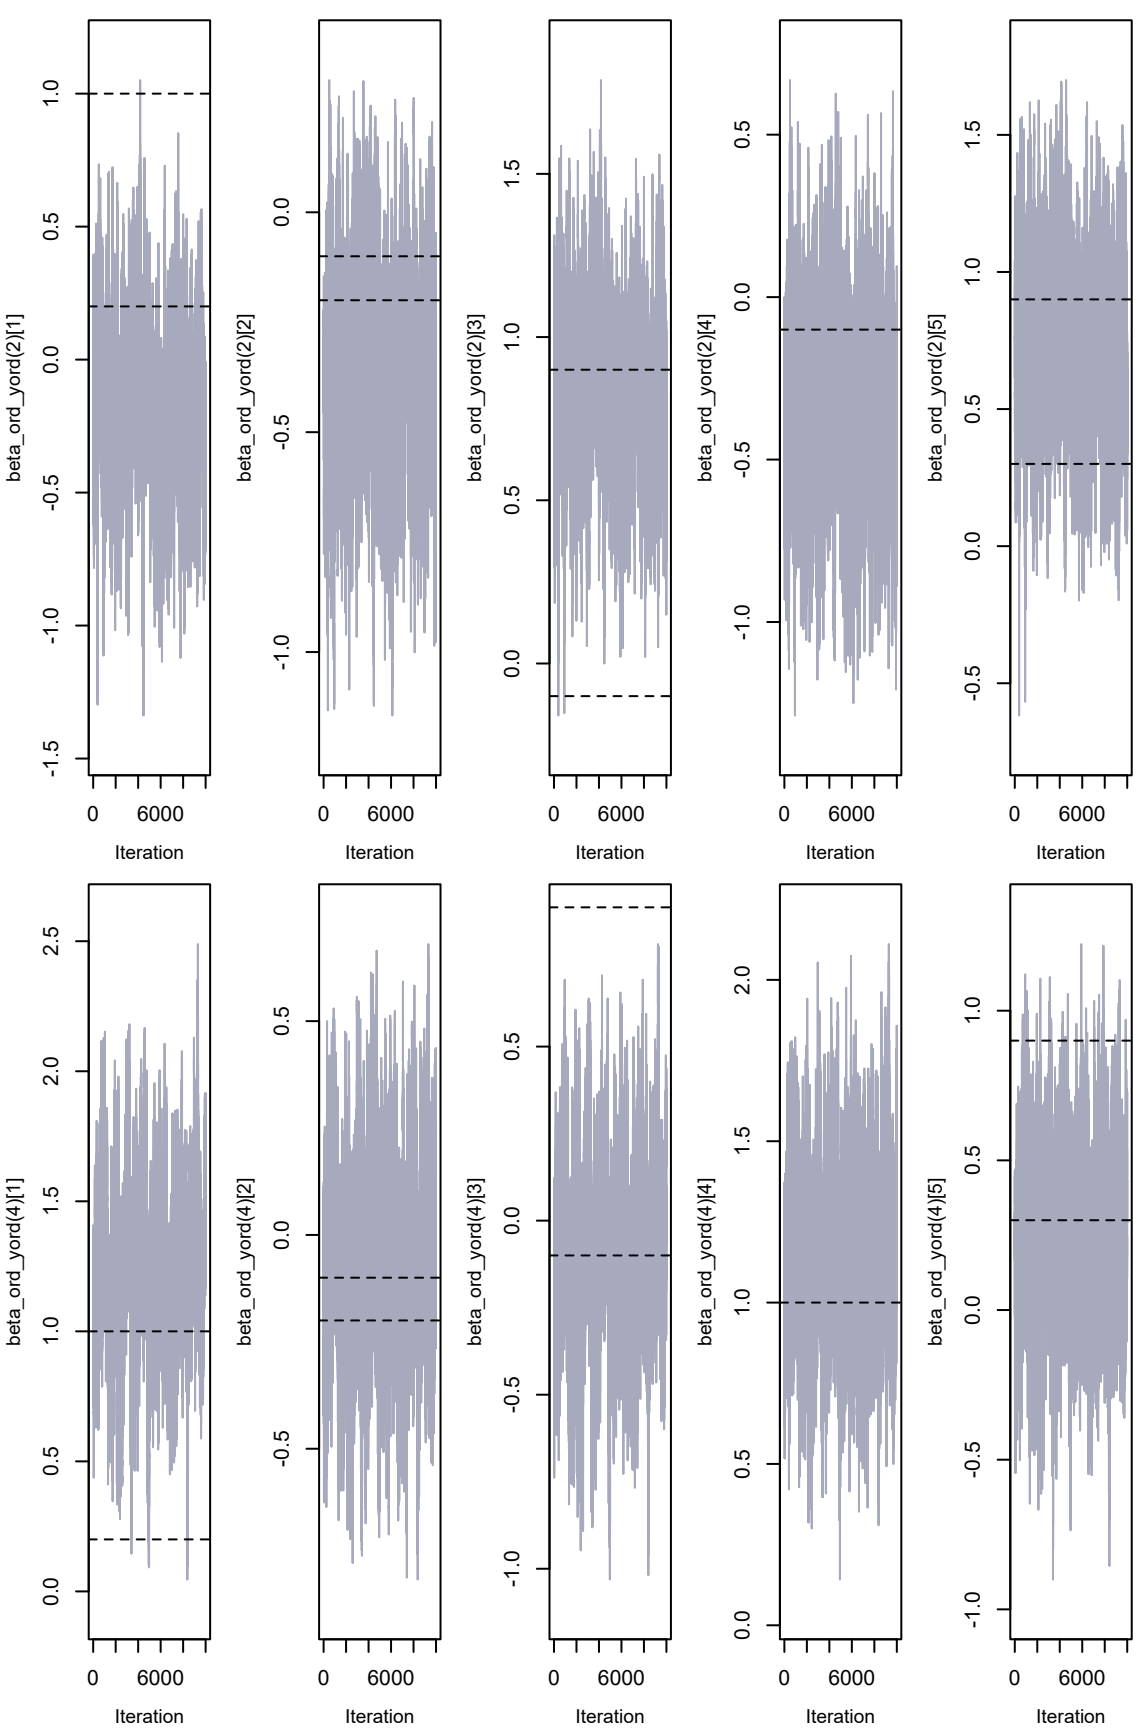 beta_ord_yord(2)[1]
1.0
0.5
0.0
-0.5
-1.0
-1.5
0 6000
Iteration
beta_ord_yord(2)[2]
0.0
-0.5
-1.0
0 6000
Iteration
beta_ord_yord(2)[3]
1.5
1.0
0.5
0.0
0 6000
Iteration
beta_ord_yord(2)[4]
0.5
0.0
-0.5
-1.0
0 6000
Iteration
beta_ord_yord(2)[5]
1.5
1.0
0.5
0.0
-0.5
0 6000
Iteration
beta_ord_yord(4)[1]
2.5
2.0
1.5
1.0
0.5
0.0
0 6000
Iteration
beta_ord_yord(4)[2]
0.5
0.0
-0.5
0 6000
Iteration
beta_ord_yord(4)[3]
0.5
0.0
-0.5
-1.0
0 6000
Iteration
beta_ord_yord(4)[4]
2.0
1.5
1.0
0.5
0.0
0 6000
Iteration
beta_ord_yord(4)[5]
1.0
0.5
0.0
-0.5
-1.0
0 6000
Iteration